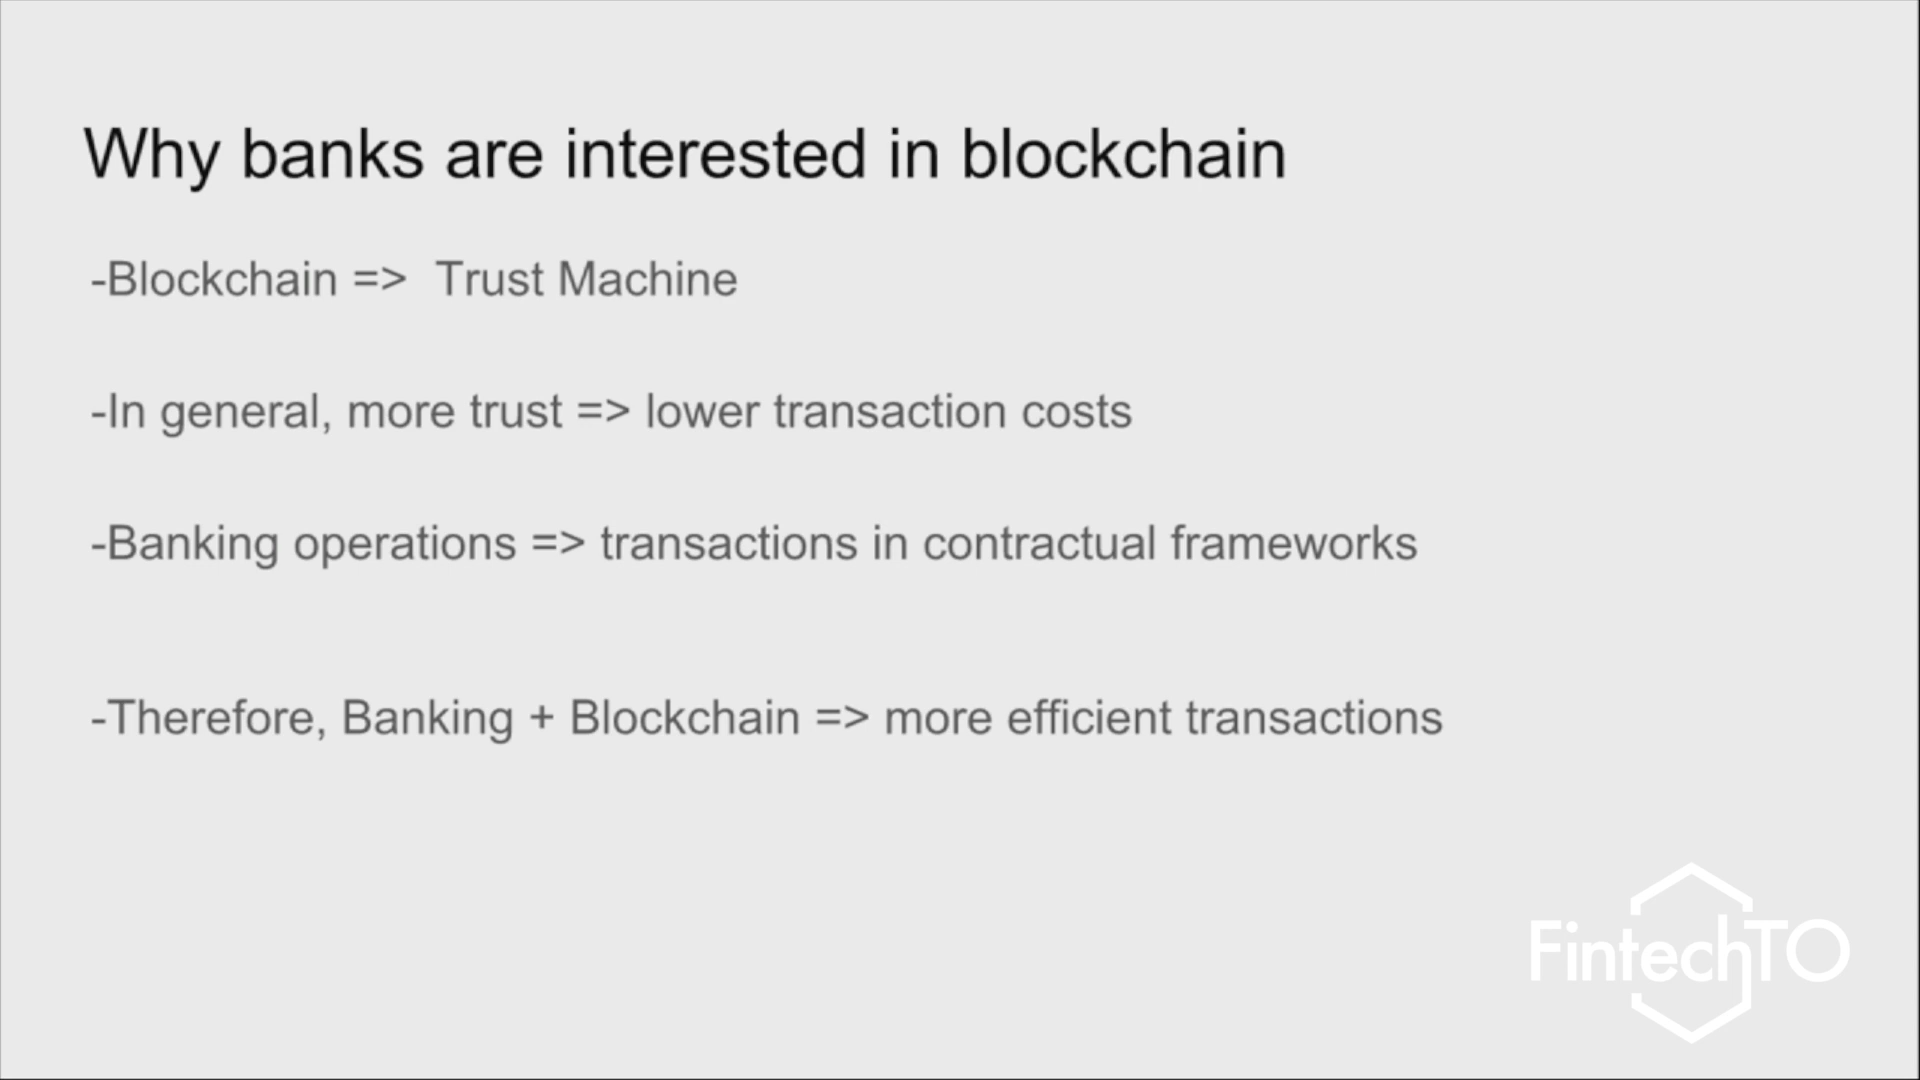 Why banks are interested in blockchain
-Blockchain =>  Trust Machine
-In general, more trust => lower transaction costs
-Banking operations => transactions in contractual frameworks
-Therefore, Banking + Blockchain => more efficient transactions
FintechTO